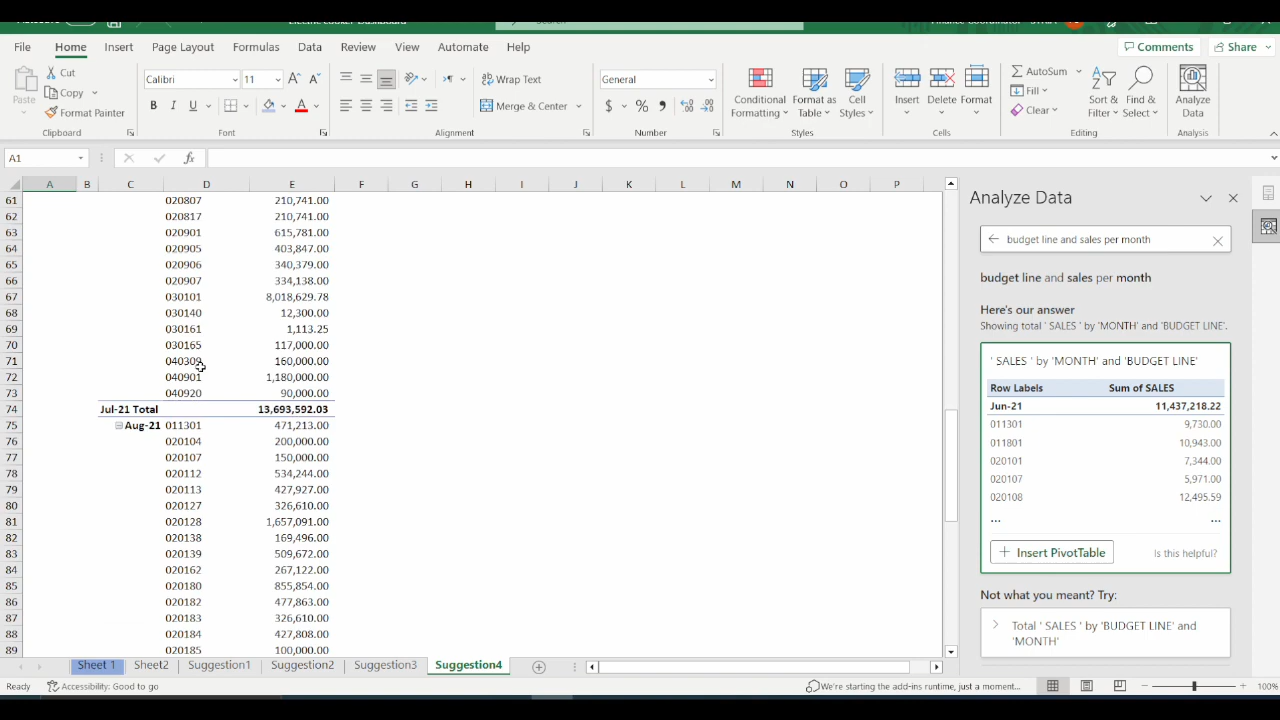 File Home Insert Page Layout Formulas Data Review View Automate Help Comments Share
Paste Cut Copy Format Painter Calibri 11 Wrap Text Merge & Center General Conditional Formatting Format as Table Cell Styles Insert Delete Format AutoSum Fill Clear Sort & Filter Find & Select Analyze Data
Clipboard Font Alignment Number Styles Cells Editing Analysis
A1 fx
A B C D E F G H I J K L M N O P
61 020807 210,741.00
62 020817 210,741.00
63 020901 615,781.00
64 020905 403,847.00
65 020906 340,379.00
66 020907 334,138.00
67 030101 8,018,629.78
68 030140 12,300.00
69 030161 1,113.25
70 030165 117,000.00
71 040309 160,000.00
72 040901 1,180,000.00
73 040920 90,000.00
74 Jul-21 Total 13,693,592.03
75 Aug-21 011301 471,213.00
76 020104 200,000.00
77 020107 150,000.00
78 020112 534,244.00
79 020113 427,927.00
80 020127 326,610.00
81 020128 1,657,091.00
82 020138 169,496.00
83 020139 509,672.00
84 020162 267,122.00
85 020180 855,854.00
86 020182 477,863.00
87 020183 326,610.00
88 020184 427,808.00
89 020185 100,000.00
Analyze Data
budget line and sales per month
budget line and sales per month
Here's our answer
Showing total ' SALES ' by 'MONTH' and 'BUDGET LINE'.
' SALES ' by 'MONTH' and 'BUDGET LINE'
Row Labels Sum of SALES
Jun-21 11,437,218.22
011301 9,730.00
011801 10,943.00
020101 7,344.00
020107 5,971.00
020108 12,495.59
... ...
Insert PivotTable Is this helpful?
Not what you meant? Try:
Total ' SALES ' by 'BUDGET LINE' and
'MONTH'
Sheet 1 Sheet2 Suggestion1 Suggestion2 Suggestion3 Suggestion4
Ready Accessibility: Good to go We're starting the add-ins runtime, just a moment... 100%